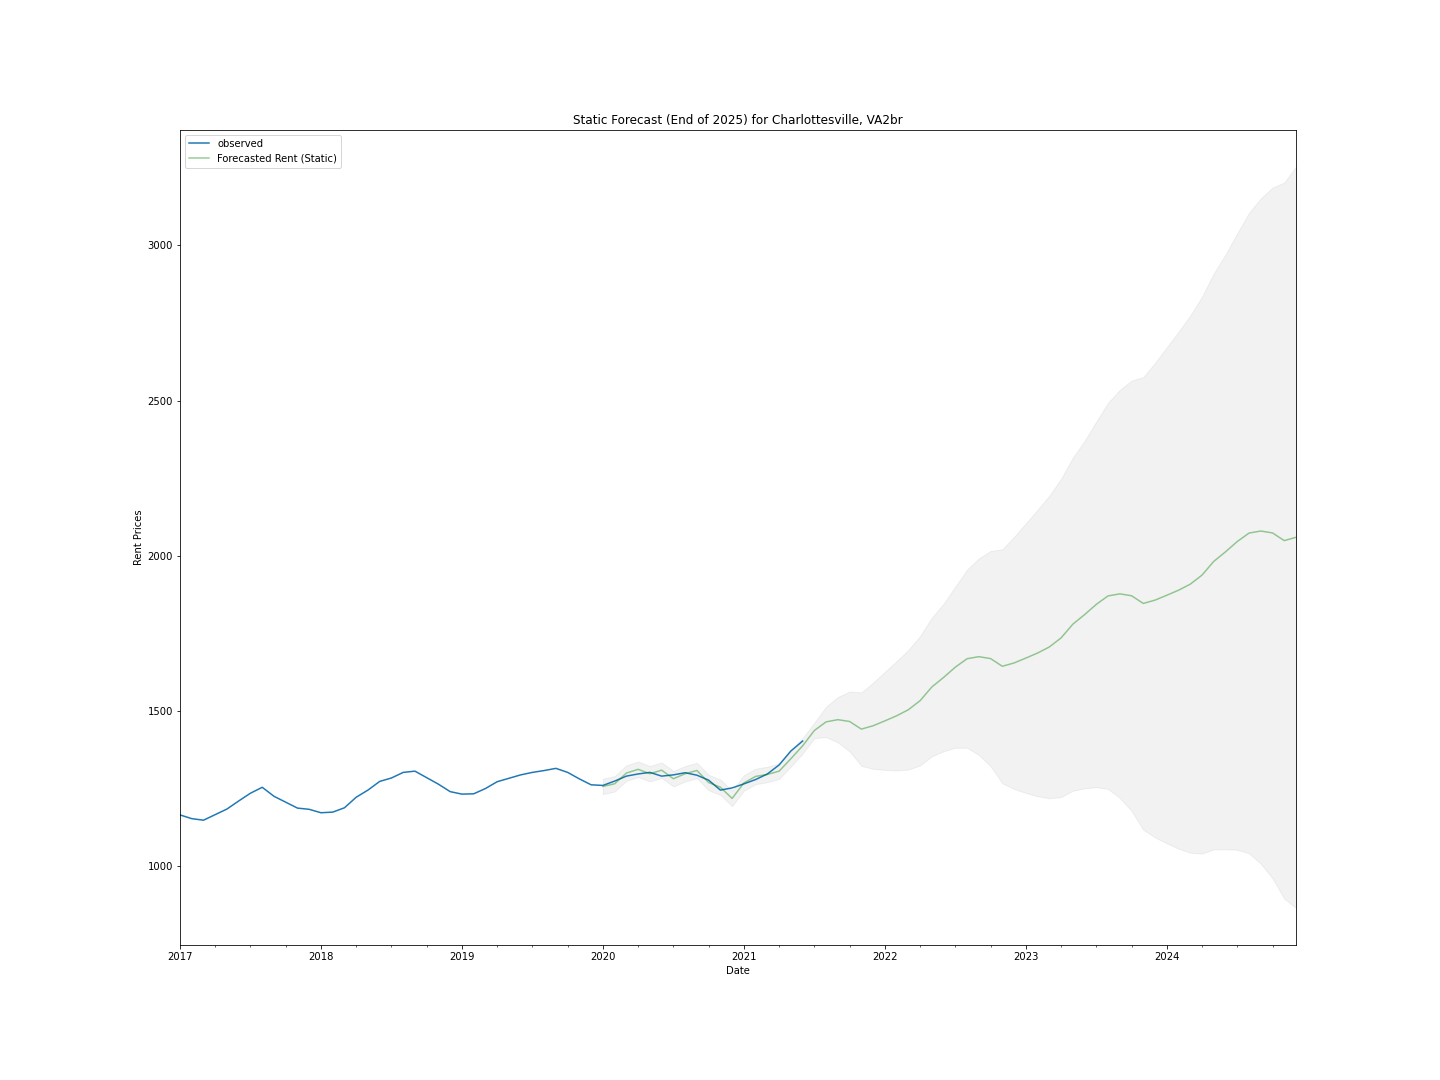 Static Forecast (End of 2025) for Charlottesville, VA2br
observed
Forecasted Rent (Static)
3000
2500
2000
1500
1000
Rent Prices
2017 2018 2019 2020 2021 2022 2023 2024
Date